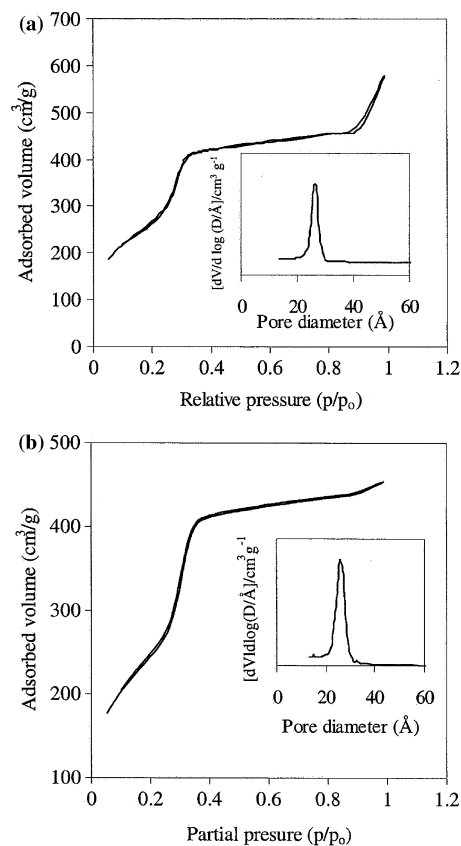 (a)
700
600
500
400
300
200
100
0
Adsorbed volume (cm³/g)
0 0.2 0.4 0.6 0.8 1 1.2
Relative pressure (p/pₒ)
[dV/d log (D/Å]/cm³ g⁻¹
0 20 40 60
Pore diameter (Å)
(b)
500
400
300
200
100
Adsorbed volume (cm³/g)
0 0.2 0.4 0.6 0.8 1 1.2
Partial presure (p/pₒ)
[dVldlog(D/Å]/cm³g⁻¹
0 20 40 60
Pore diameter (Å)